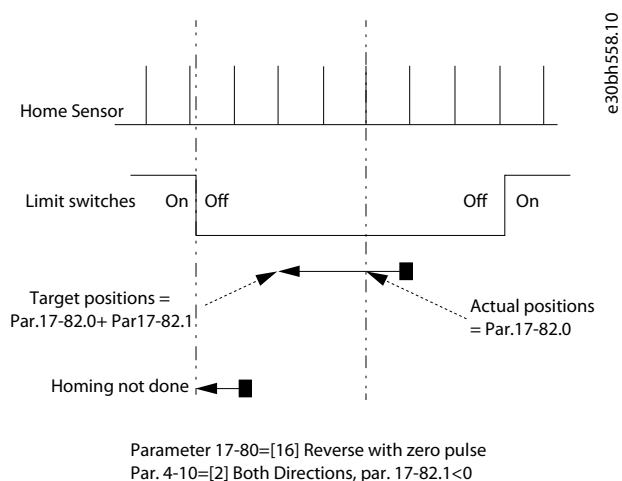 e30bh558.10
Home Sensor
Limit switches On Off Off On
Target positions =
Par.17-82.0+ Par17-82.1
Actual positions
= Par.17-82.0
Homing not done
Parameter 17-80=[16] Reverse with zero pulse
Par. 4-10=[2] Both Directions, par. 17-82.1<0